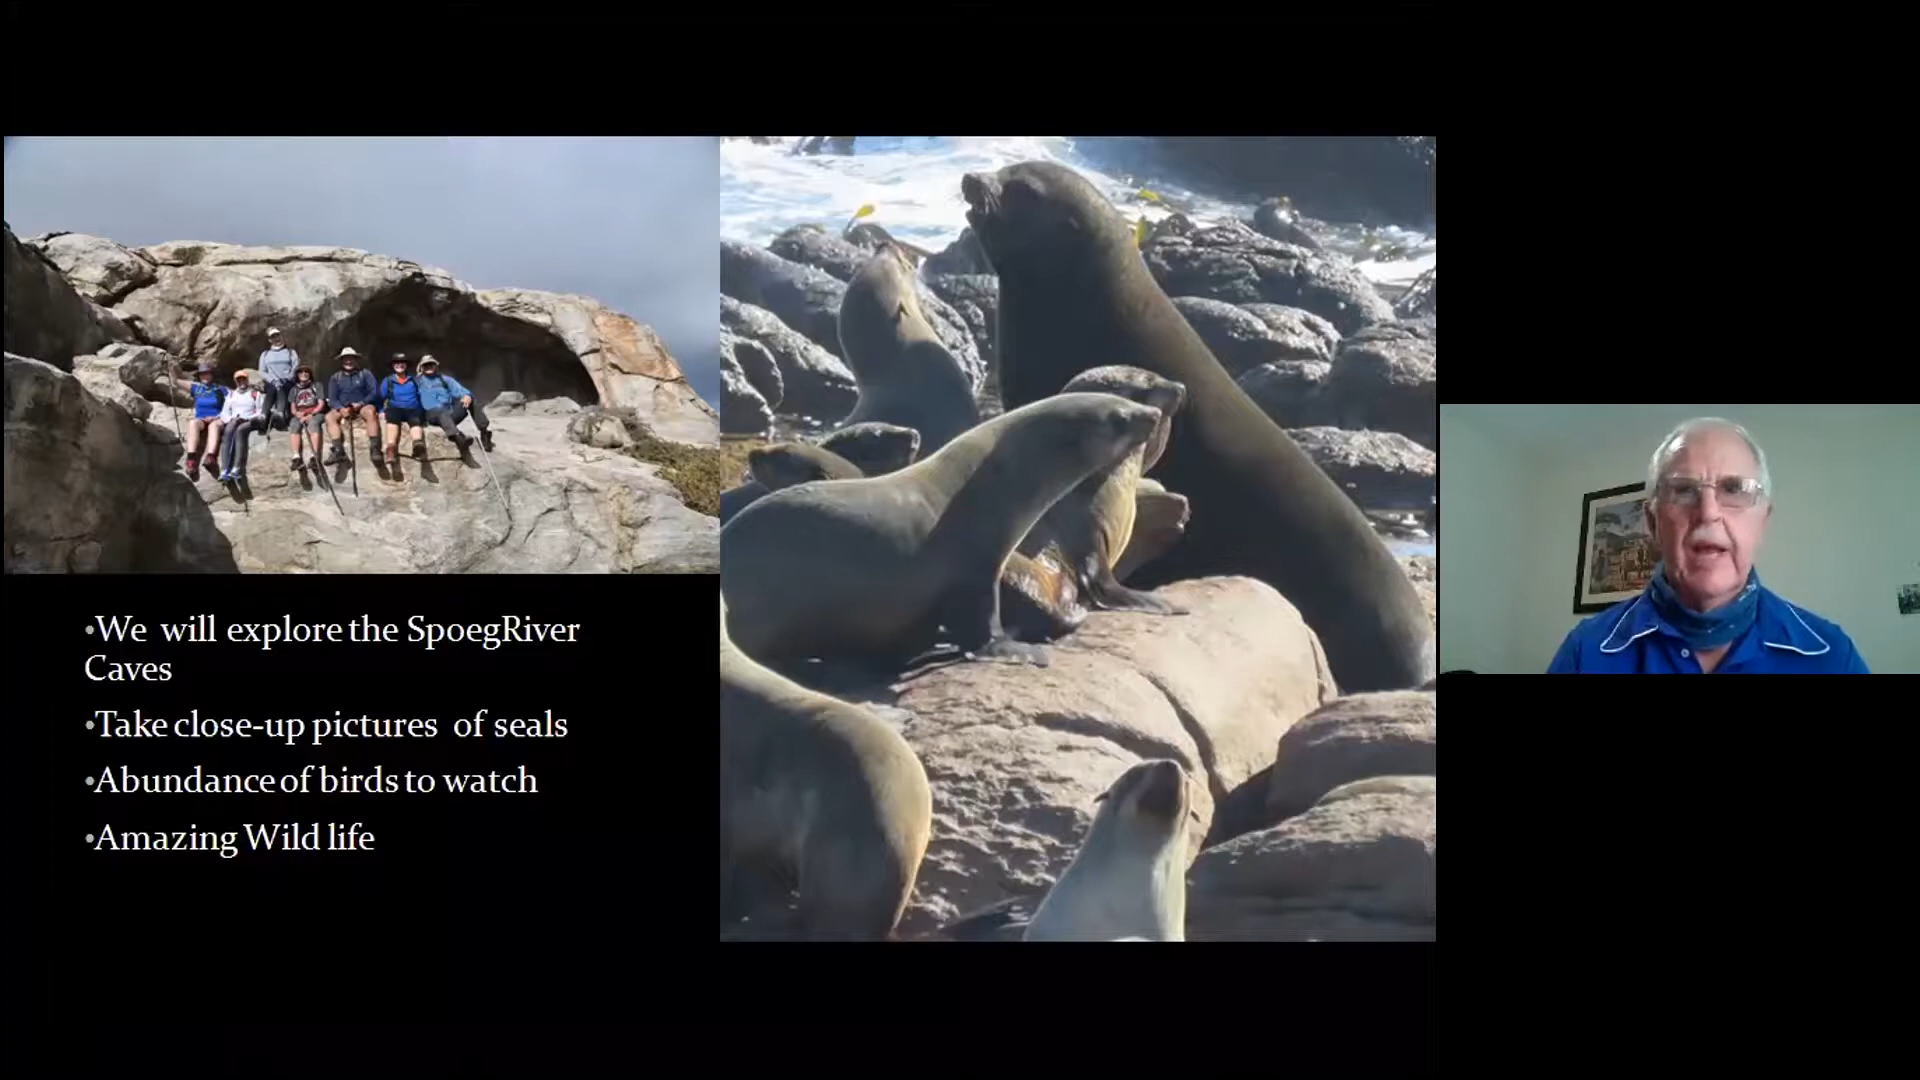 •We will explore the SpoegRiver
Caves
•Take close-up pictures of seals
•Abundance of birds to watch
•Amazing Wild life